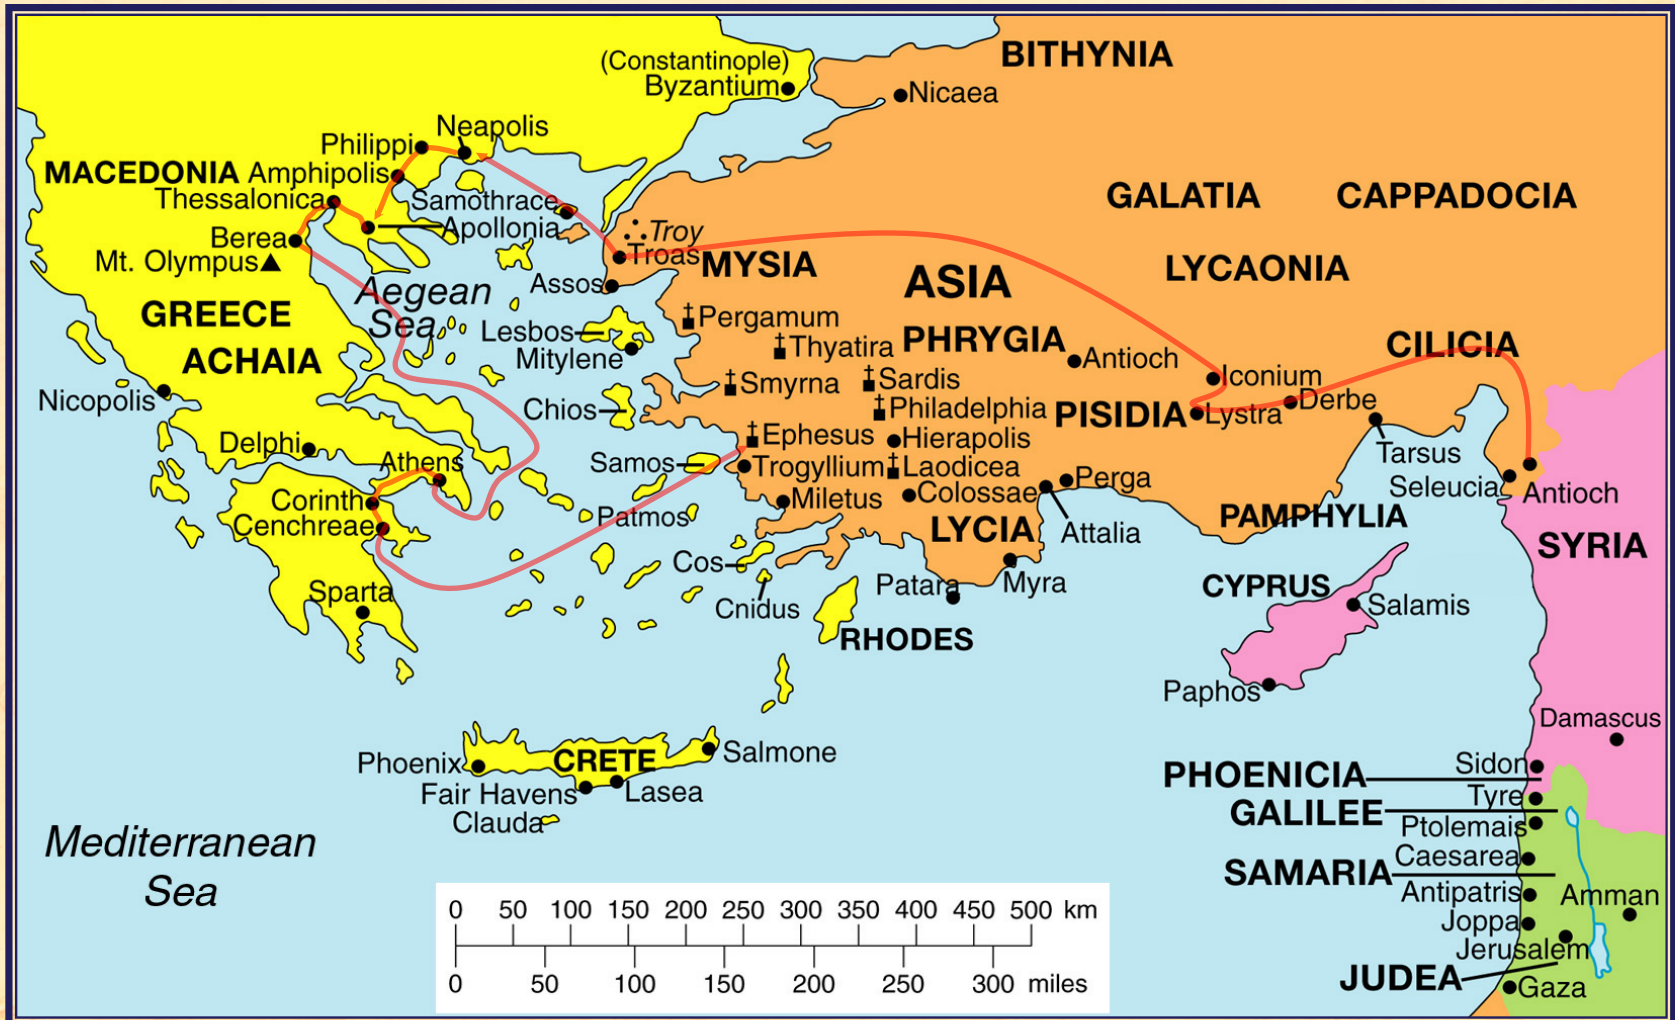 BITHYNIA
(Constantinople)
Byzantium
Nicaea
Neapolis
Philippi
MACEDONIA Amphipolis
Thessalonica
Samothrace
Apollonia
GALATIA
CAPPADOCIA
Troy
Troas
Berea
Mt. Olympus
MYSIA
LYCAONIA
ASIA
Assos
Aegean
Sea
GREECE
ACHAIA
Pergamum
Lesbos
Mitylene
Thyatira
PHRYGIA
Antioch
CILICIA
Nicopolis
Smyrna
Sardis
Iconium
Chios
Philadelphia
PISIDIA
Lystra
Derbe
Delphi
Athens
Ephesus
Hierapolis
Samos
Trogyllium
Laodicea
Tarsus
Corinth
Cenchreae
Miletus
Colossae
Perga
Seleucia
Antioch
Patmos
LYCIA
Attalia
PAMPHYLIA
SYRIA
Cos
Cnidus
Patara
Myra
CYPRUS
Salamis
Sparta
RHODES
Paphos
Damascus
Phoenix
CRETE
Salmone
Fair Havens
Lasea
Clauda
PHOENICIA
Sidon
Tyre
GALILEE
Ptolemais
Caesarea
SAMARIA
Antipatris
Amman
Joppa
Jerusalem
JUDEA
Gaza
Mediterranean
Sea
0 50 100 150 200 250 300 350 400 450 500 km
0 50 100 150 200 250 300 miles